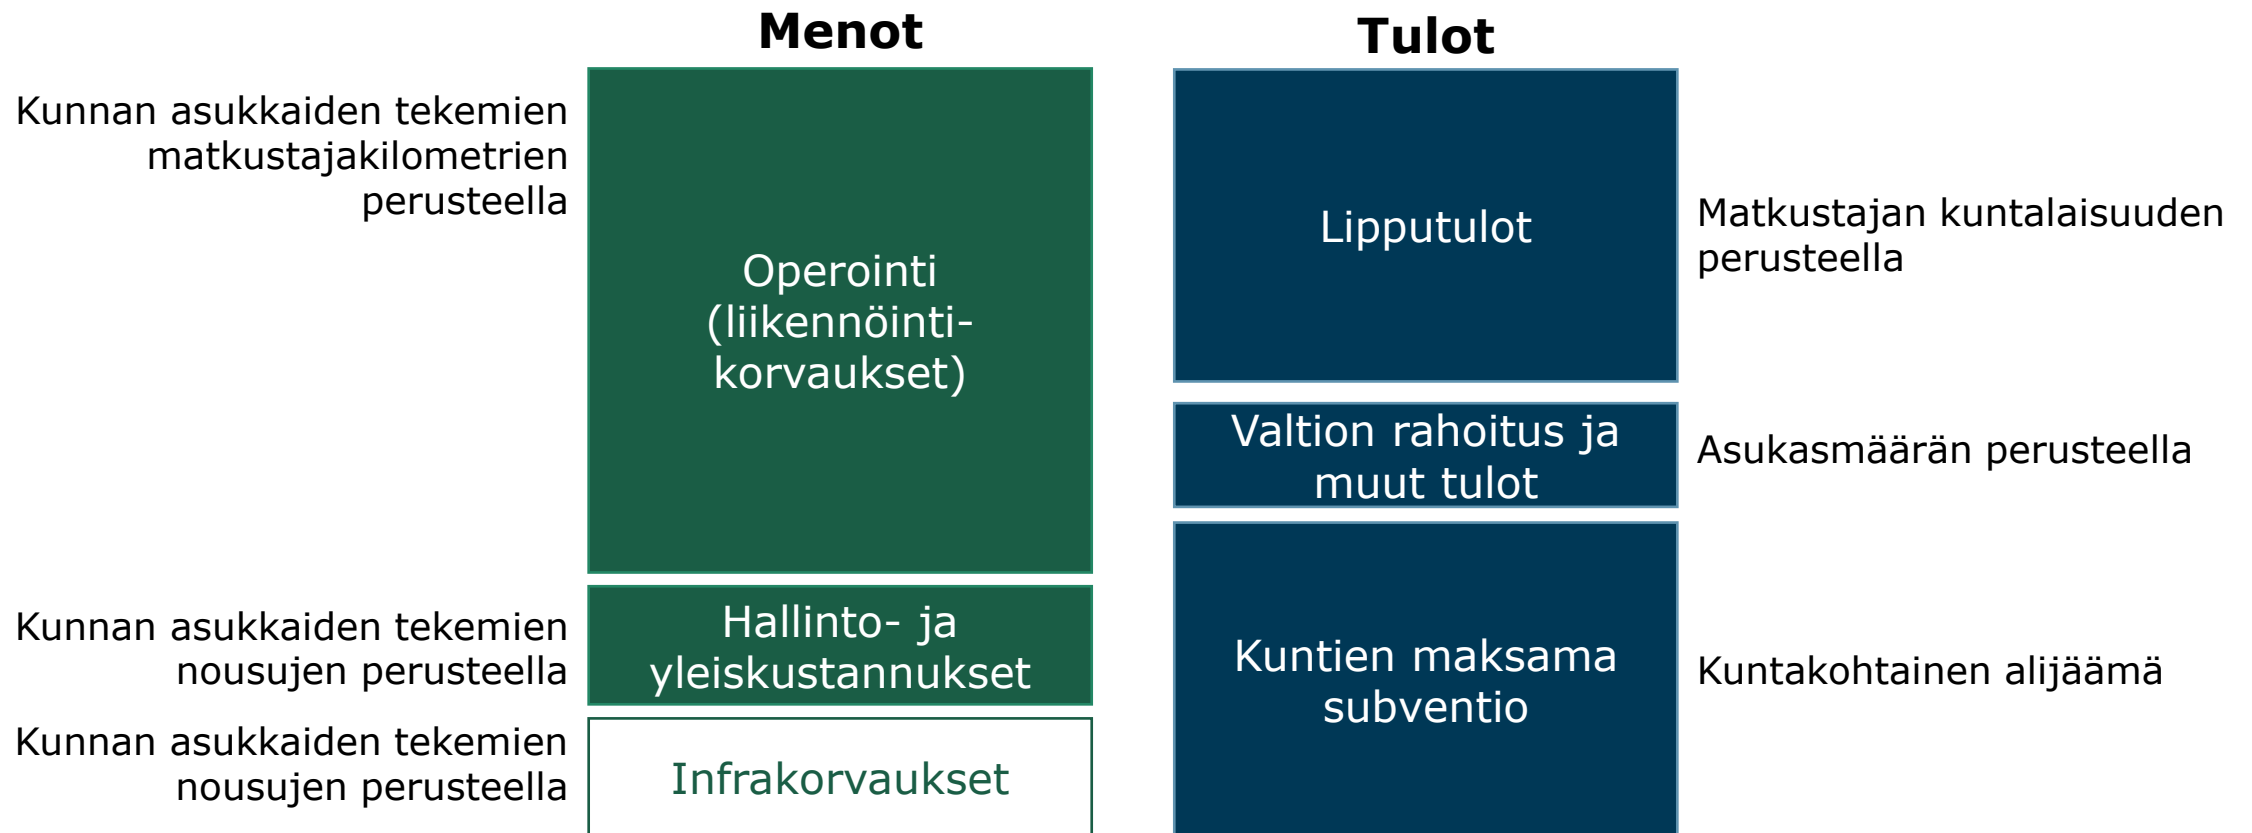 Menot
Kunnan asukkaiden tekemien
matkustajakilometrien
perusteella
Operointi
(liikennöinti-
korvaukset)
Kunnan asukkaiden tekemien
nousujen perusteella
Hallinto- ja
yleiskustannukset
Kunnan asukkaiden tekemien
nousujen perusteella
Infrakorvaukset
Tulot
Lipputulot
Matkustajan kuntalaisuuden
perusteella
Valtion rahoitus ja
muut tulot
Asukasmäärän perusteella
Kuntien maksama
subventio
Kuntakohtainen alijäämä